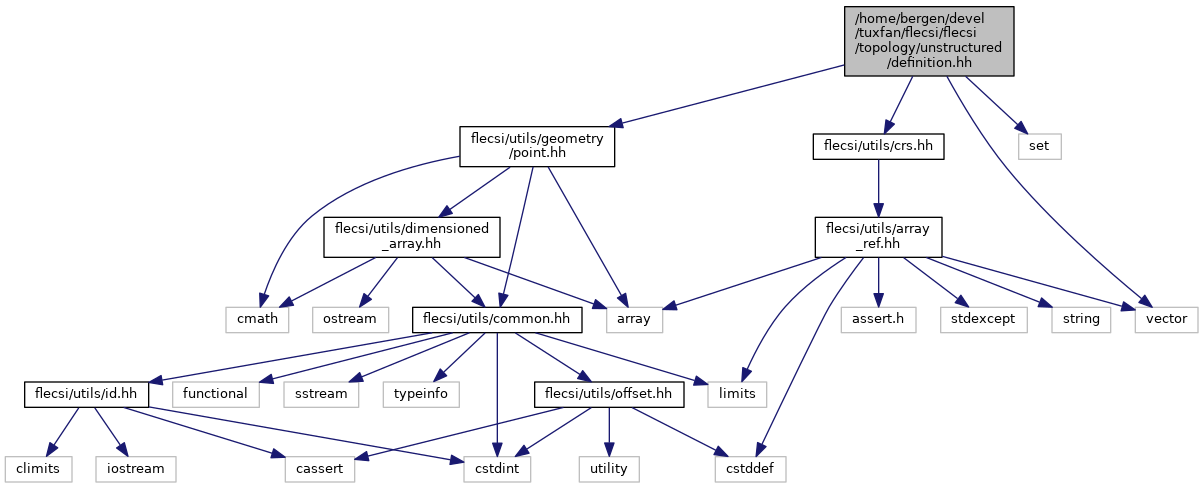 /home/bergen/devel
/tuxfan/flecsi/flecsi
/topology/unstructured
/definition.hh
flecsi/utils/geometry
/point.hh
flecsi/utils/crs.hh
set
flecsi/utils/dimensioned
_array.hh
flecsi/utils/array
_ref.hh
cmath
ostream
flecsi/utils/common.hh
array
assert.h
stdexcept
string
vector
flecsi/utils/id.hh
functional
sstream
typeinfo
flecsi/utils/offset.hh
limits
climits
iostream
cassert
cstdint
utility
cstddef